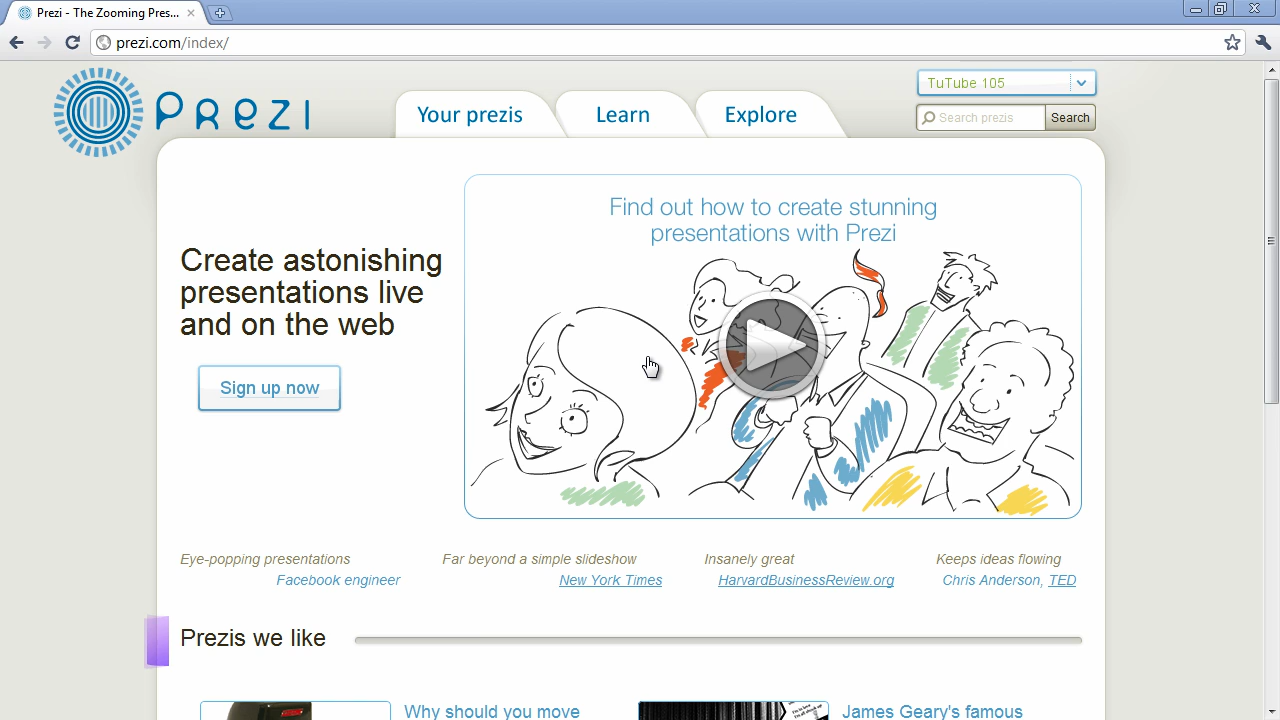 Prezi - The Zooming Pres...
prezi.com/index/
PREZI
Your prezis
Learn
Explore
TuTube 105
Search prezis
Search
Find out how to create stunning
presentations with Prezi
Create astonishing
presentations live
and on the web
Sign up now
Eye-popping presentations
Facebook engineer
Far beyond a simple slideshow
New York Times
Insanely great
HarvardBusinessReview.org
Keeps ideas flowing
Chris Anderson, TED
Prezis we like
Why should you move
James Geary's famous